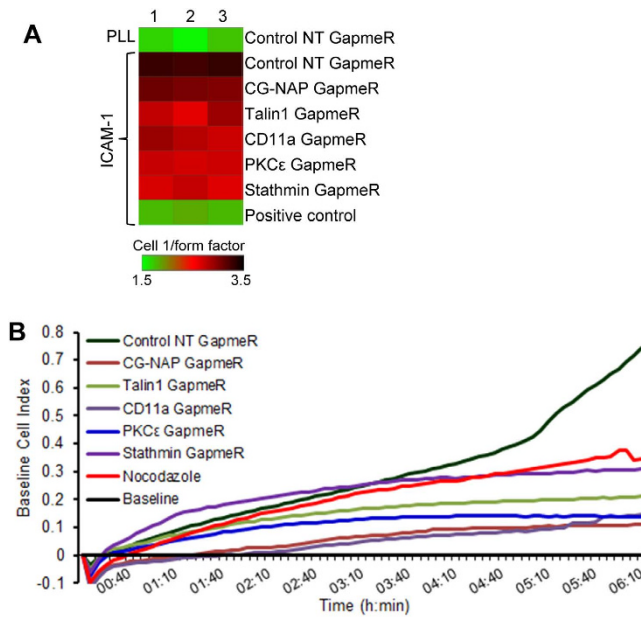 A
1 2 3
PLL Control NT GapmeR
ICAM-1
Control NT GapmeR
CG-NAP GapmeR
Talin1 GapmeR
CD11a GapmeR
PKCε GapmeR
Stathmin GapmeR
Positive control
Cell 1/form factor
1.5 3.5
B
Baseline Cell Index
0.8
0.7
0.6
0.5
0.4
0.3
0.2
0.1
0
-0.1
Control NT GapmeR
CG-NAP GapmeR
Talin1 GapmeR
CD11a GapmeR
PKCε GapmeR
Stathmin GapmeR
Nocodazole
Baseline
00:40 01:10 01:40 02:10 02:40 03:10 03:40 04:10 04:40 05:10 05:40 06:10
Time (h:min)